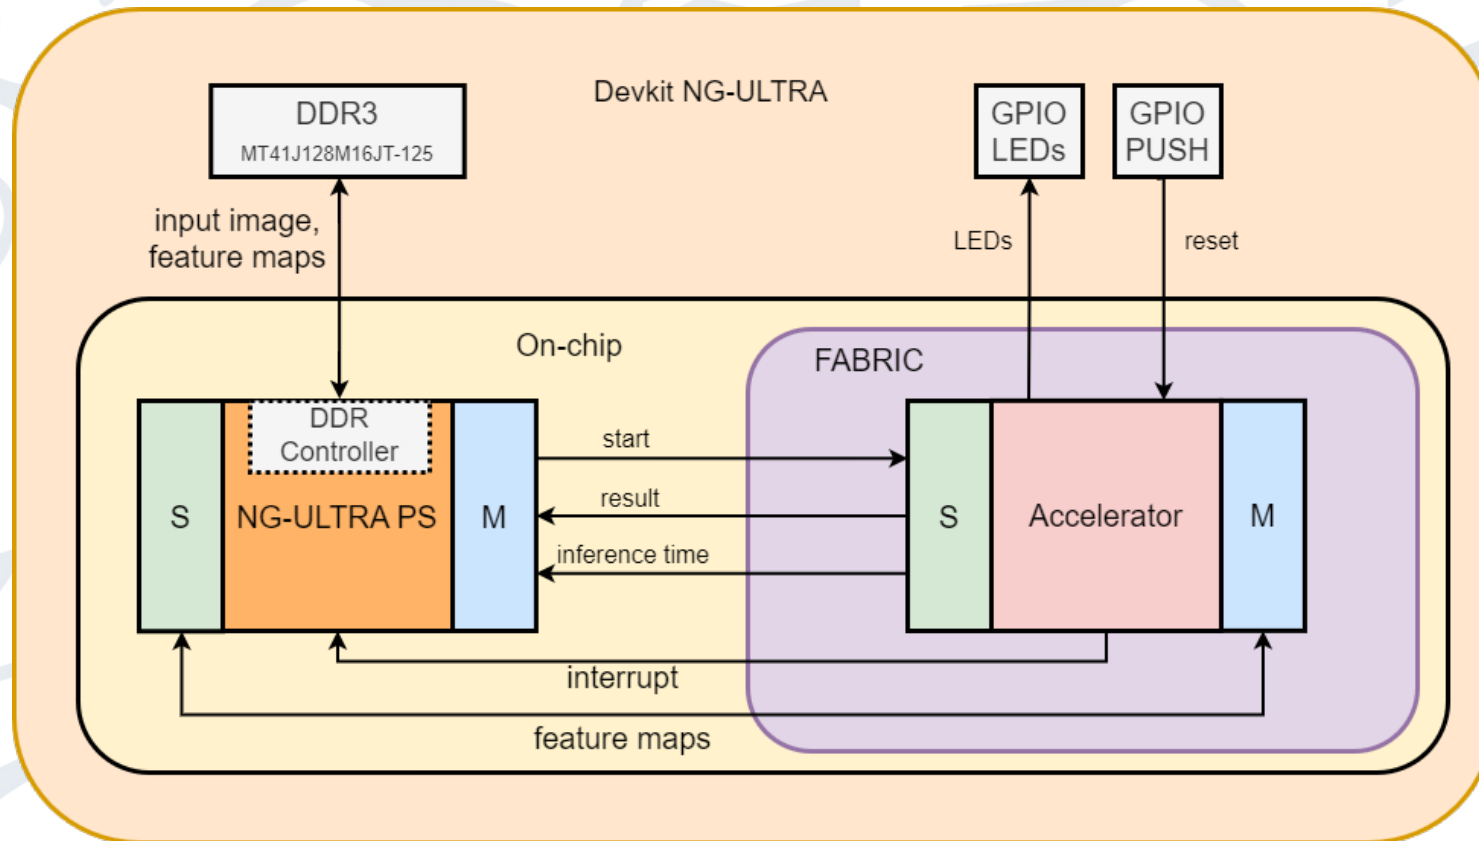 Devkit NG-ULTRA
DDR3
MT41J128M16JT-125
GPIO
LEDs
GPIO
PUSH
input image,
feature maps
LEDs
reset
On-chip
FABRIC
DDR
Controller
S
NG-ULTRA PS
M
start
result
inference time
S
Accelerator
M
interrupt
feature maps